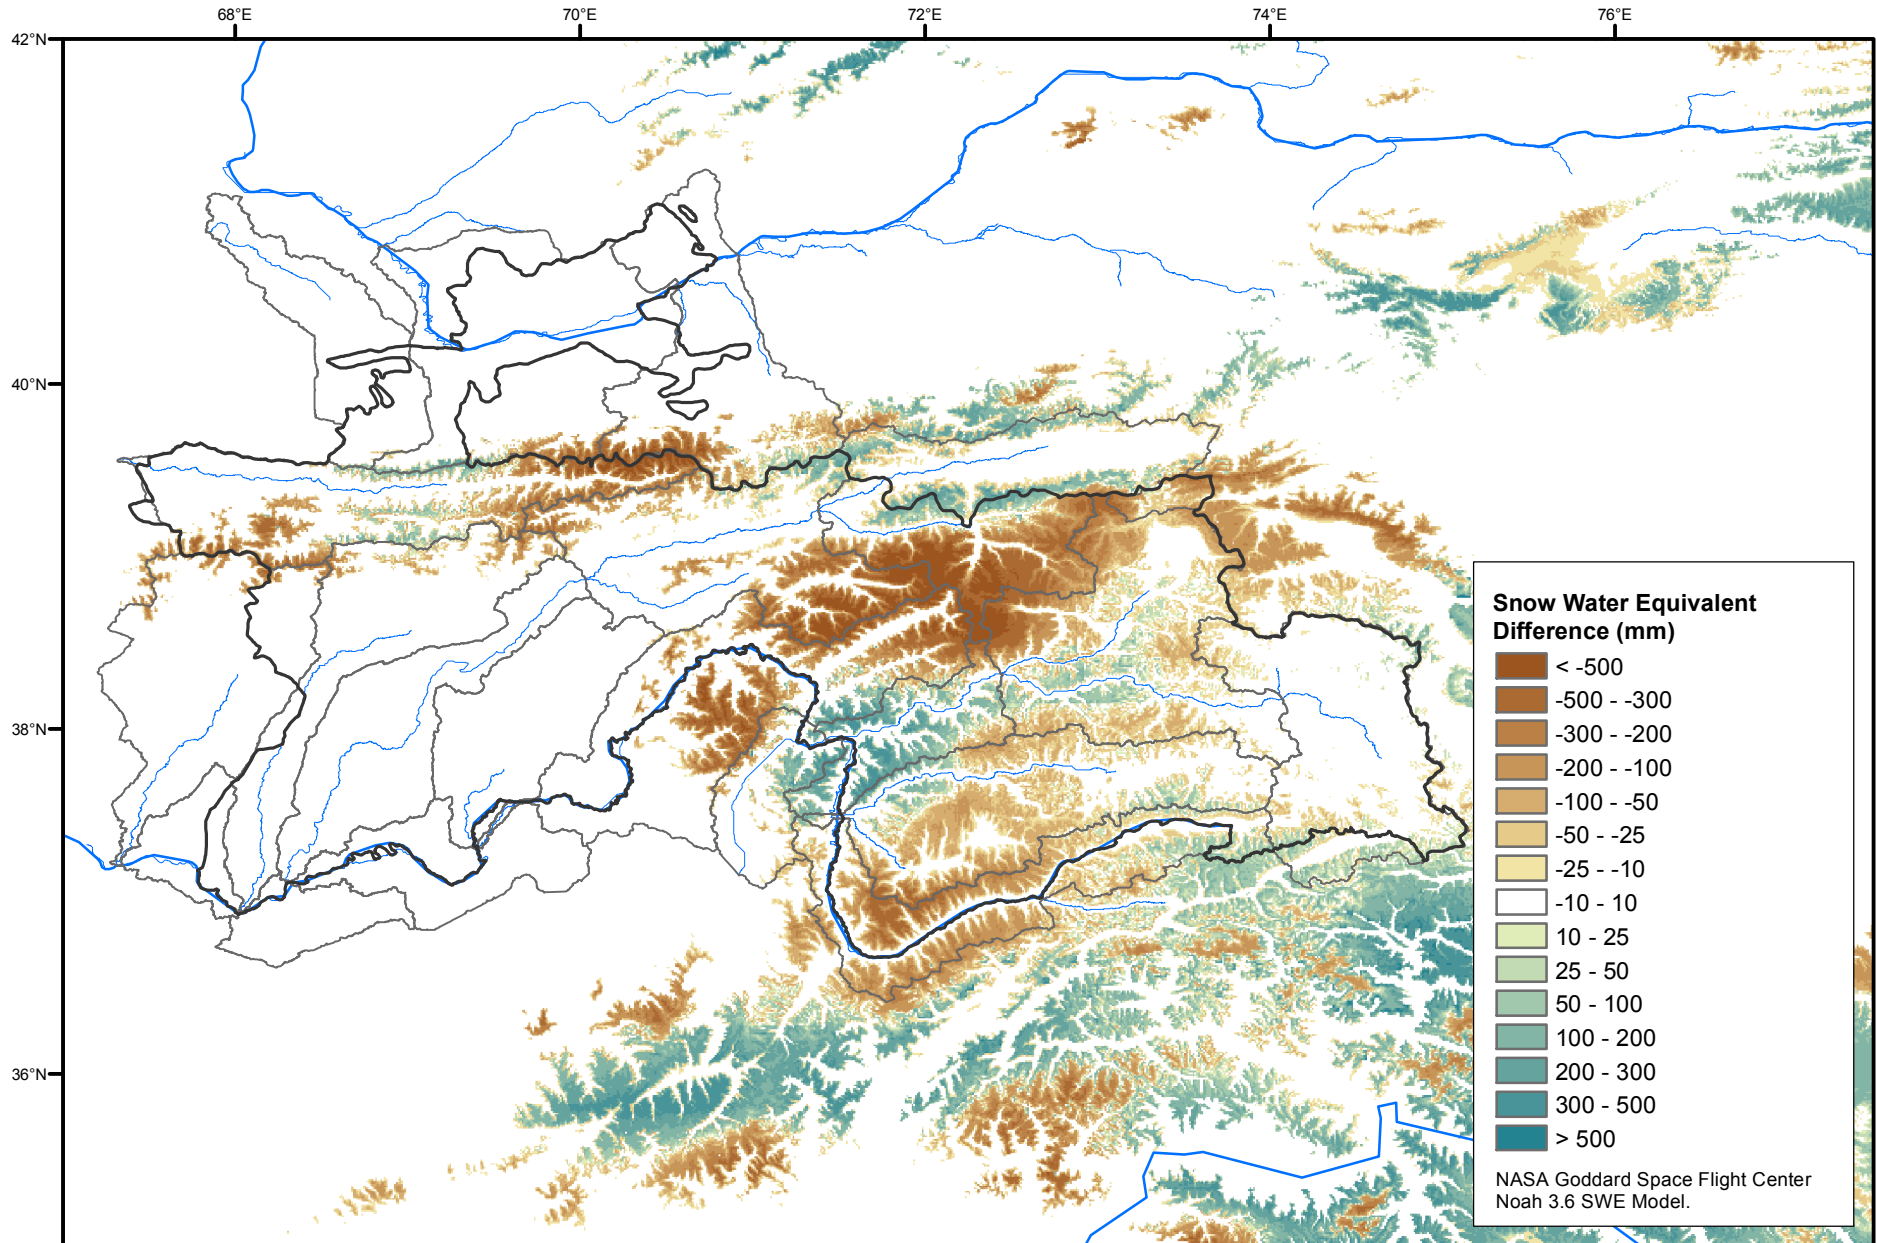 68°E 70°E 72°E 74°E 76°E
42°N
40°N
38°N
36°N
Snow Water Equivalent
Difference (mm)
< -500
-500 - -300
-300 - -200
-200 - -100
-100 - -50
-50 - -25
-25 - -10
-10 - 10
10 - 25
25 - 50
50 - 100
100 - 200
200 - 300
300 - 500
> 500
NASA Goddard Space Flight Center
Noah 3.6 SWE Model.